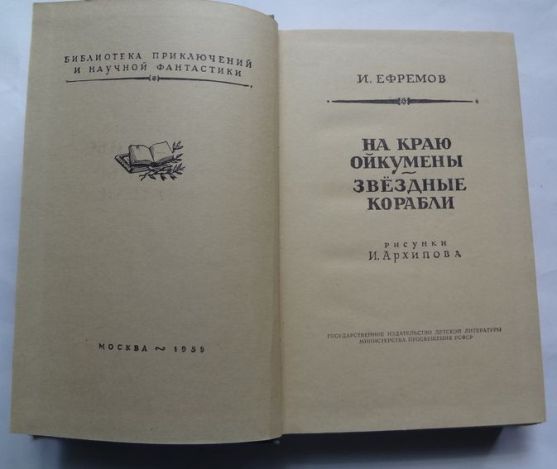 БИБЛИОТЕКА ПРИКЛЮЧЕНИЙ
И НАУЧНОЙ ФАНТАСТИКИ
МОСКВА ~ 1959
И. ЕФРЕМОВ
НА КРАЮ
ОЙКУМЕНЫ
~
ЗВЁЗДНЫЕ
КОРАБЛИ
рисунки
И. АРХИПОВА
ГОСУДАРСТВЕННОЕ ИЗДАТЕЛЬСТВО ДЕТСКОЙ ЛИТЕРАТУРЫ
МИНИСТЕРСТВА ПРОСВЕЩЕНИЯ РСФСР